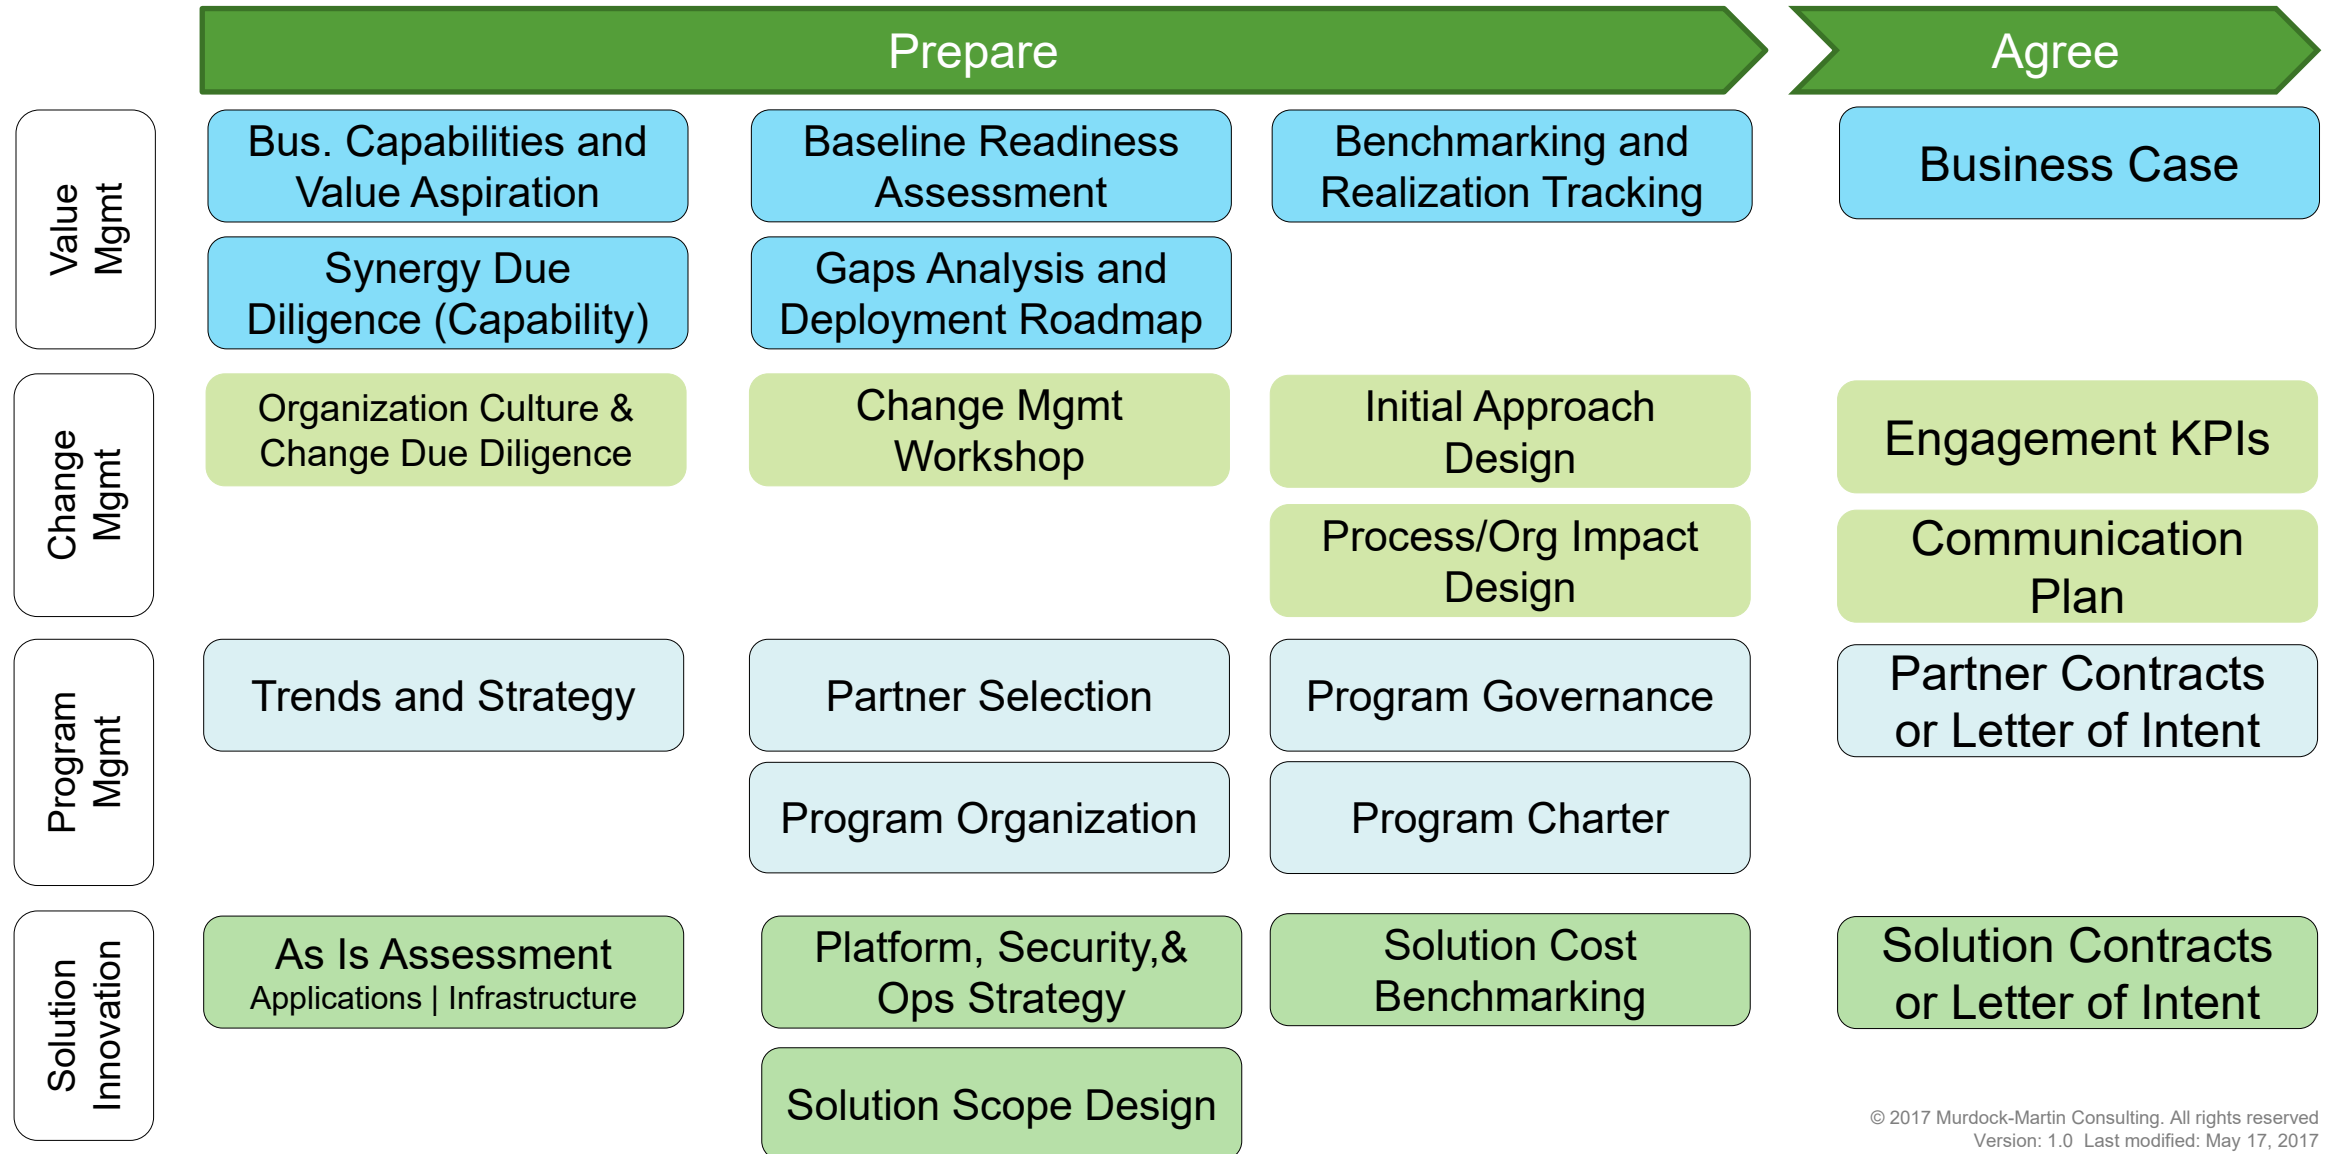 Prepare
Agree
Value
Mgmt
Bus. Capabilities and
Value Aspiration
Baseline Readiness
Assessment
Benchmarking and
Realization Tracking
Business Case
Synergy Due
Diligence (Capability)
Gaps Analysis and
Deployment Roadmap
Change
Mgmt
Organization Culture &
Change Due Diligence
Change Mgmt
Workshop
Initial Approach
Design
Engagement KPIs
Process/Org Impact
Design
Communication
Plan
Program
Mgmt
Trends and Strategy
Partner Selection
Program Governance
Partner Contracts
or Letter of Intent
Program Organization
Program Charter
Solution
Innovation
As Is Assessment
Applications | Infrastructure
Platform, Security,&
Ops Strategy
Solution Cost
Benchmarking
Solution Contracts
or Letter of Intent
Solution Scope Design
© 2017 Murdock-Martin Consulting. All rights reserved
Version: 1.0 Last modified: May 17, 2017